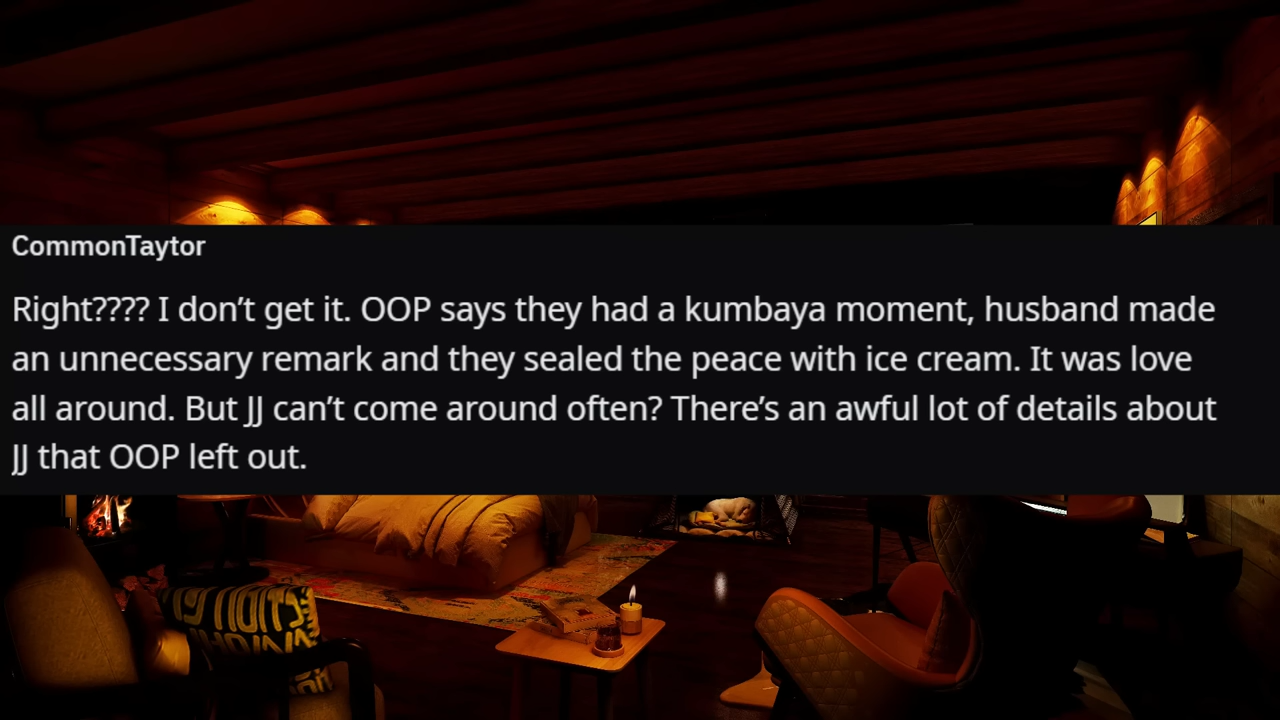 CommonTaytor
Right???? I don’t get it. OOP says they had a kumbaya moment, husband made
an unnecessary remark and they sealed the peace with ice cream. It was love
all around. But JJ can’t come around often? There’s an awful lot of details about
JJ that OOP left out.